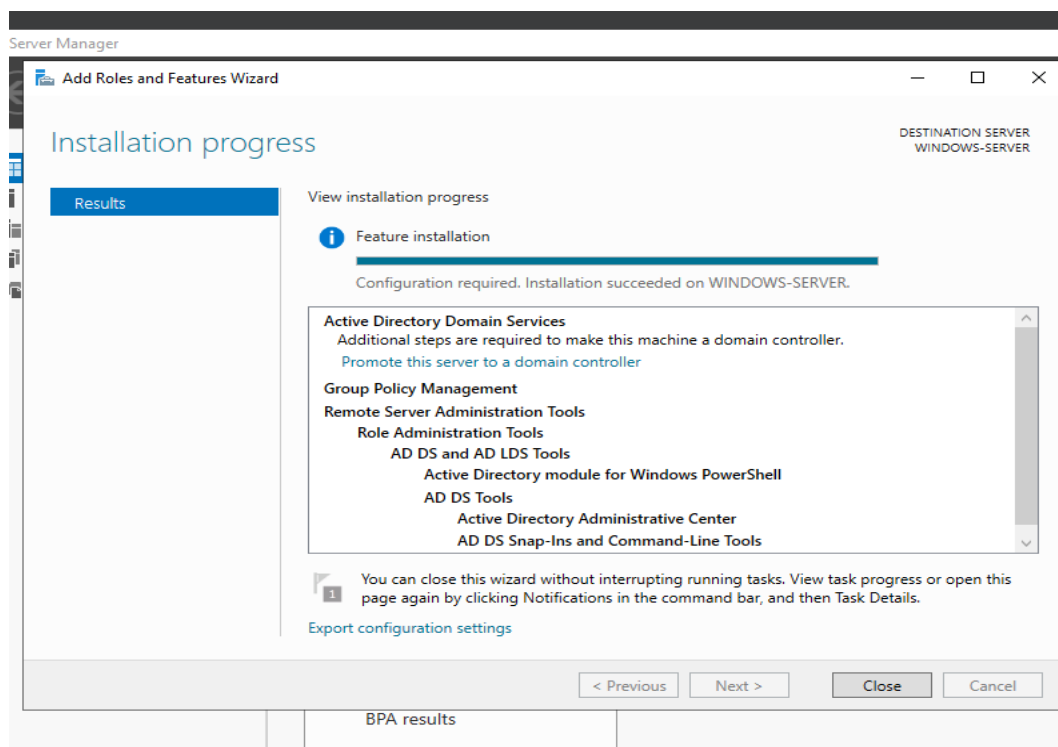 Server Manager
Add Roles and Features Wizard
Installation progress
DESTINATION SERVER
WINDOWS-SERVER
Results
View installation progress
Feature installation
Configuration required. Installation succeeded on WINDOWS-SERVER.
Active Directory Domain Services
Additional steps are required to make this machine a domain controller.
Promote this server to a domain controller
Group Policy Management
Remote Server Administration Tools
Role Administration Tools
AD DS and AD LDS Tools
Active Directory module for Windows PowerShell
AD DS Tools
Active Directory Administrative Center
AD DS Snap-Ins and Command-Line Tools
1
You can close this wizard without interrupting running tasks. View task progress or open this
page again by clicking Notifications in the command bar, and then Task Details.
Export configuration settings
< Previous
Next >
Close
Cancel
BPA results